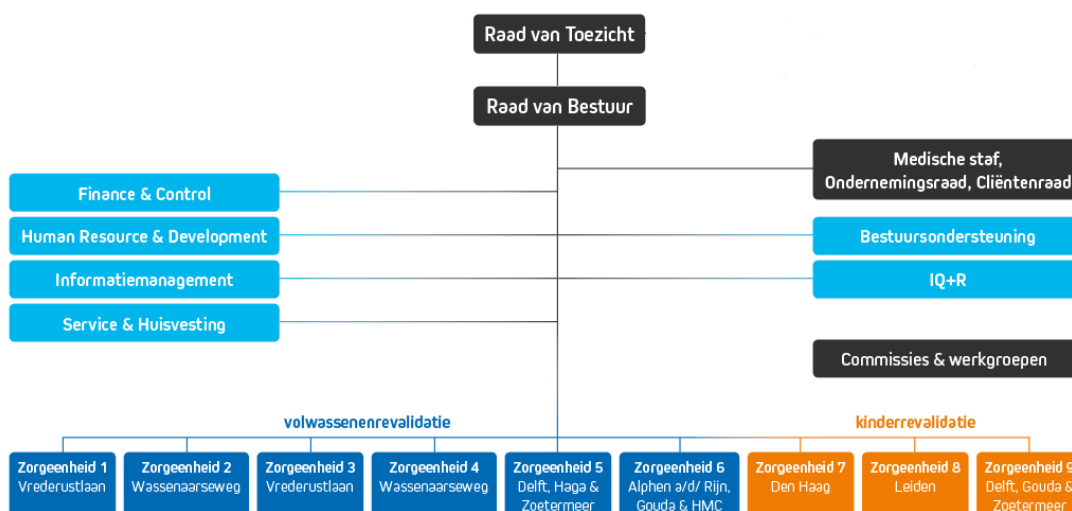 Raad van Toezicht
Raad van Bestuur
Medische staf,
Ondernemingsraad, Cliëntenraad
Finance & Control
Human Resource & Development
Bestuursondersteuning
Informatiemanagement
IQ+R
Service & Huisvesting
Commissies & werkgroepen
volwassenenrevalidatie
kinderrevalidatie
Zorgeenheid 1
Vrederustlaan
Zorgeenheid 2
Wassenaarseweg
Zorgeenheid 3
Vrederustlaan
Zorgeenheid 4
Wassenaarseweg
Zorgeenheid 5
Delft, Haga &
Zoetermeer
Zorgeenheid 6
Alphen a/d/ Rijn,
Gouda & HMC
Zorgeenheid 7
Den Haag
Zorgeenheid 8
Leiden
Zorgeenheid 9
Delft, Gouda &
Zoetermeer